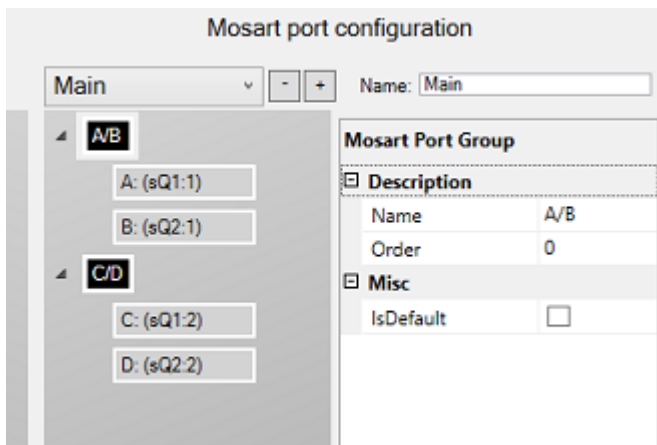 Mosart port configuration
Main - + Name: Main
A/B
A: (sQ1:1)
B: (sQ2:1)
C/D
C: (sQ1:2)
D: (sQ2:2)
Mosart Port Group
Description
Name A/B
Order 0
Misc
IsDefault